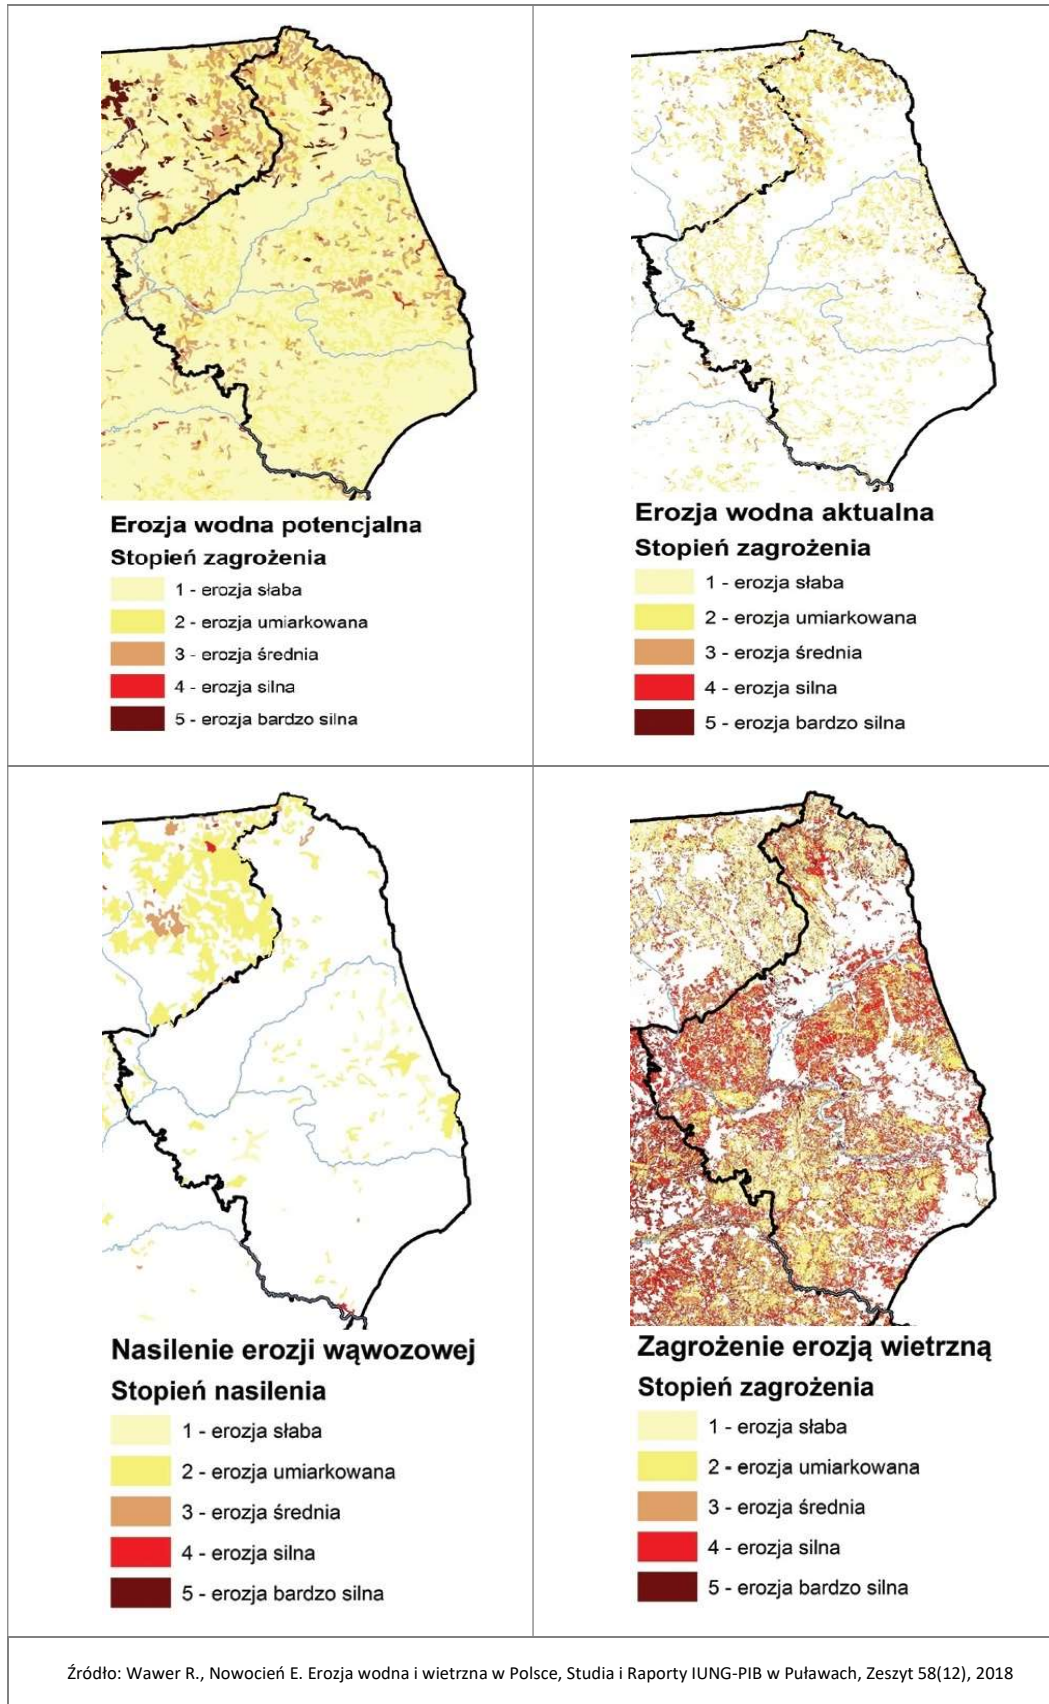 Erozja wodna potencjalna
Stopień zagrożenia
1 - erozja słaba
2 - erozja umiarkowana
3 - erozja średnia
4 - erozja silna
5 - erozja bardzo silna
Erozja wodna aktualna
Stopień zagrożenia
1 - erozja słaba
2 - erozja umiarkowana
3 - erozja średnia
4 - erozja silna
5 - erozja bardzo silna
Nasilenie erozji wąwozowej
Stopień nasilenia
1 - erozja słaba
2 - erozja umiarkowana
3 - erozja średnia
4 - erozja silna
5 - erozja bardzo silna
Zagrożenie erozją wietrzną
Stopień zagrożenia
1 - erozja słaba
2 - erozja umiarkowana
3 - erozja średnia
4 - erozja silna
5 - erozja bardzo silna
Źródło: Wawer R., Nowocień E. Erozja wodna i wietrzna w Polsce, Studia i Raporty IUNG-PIB w Puławach, Zeszyt 58(12), 2018